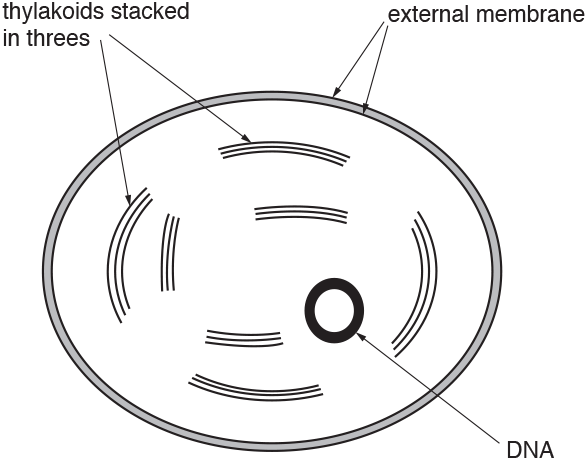 thylakoids stacked
in threes
external membrane
DNA